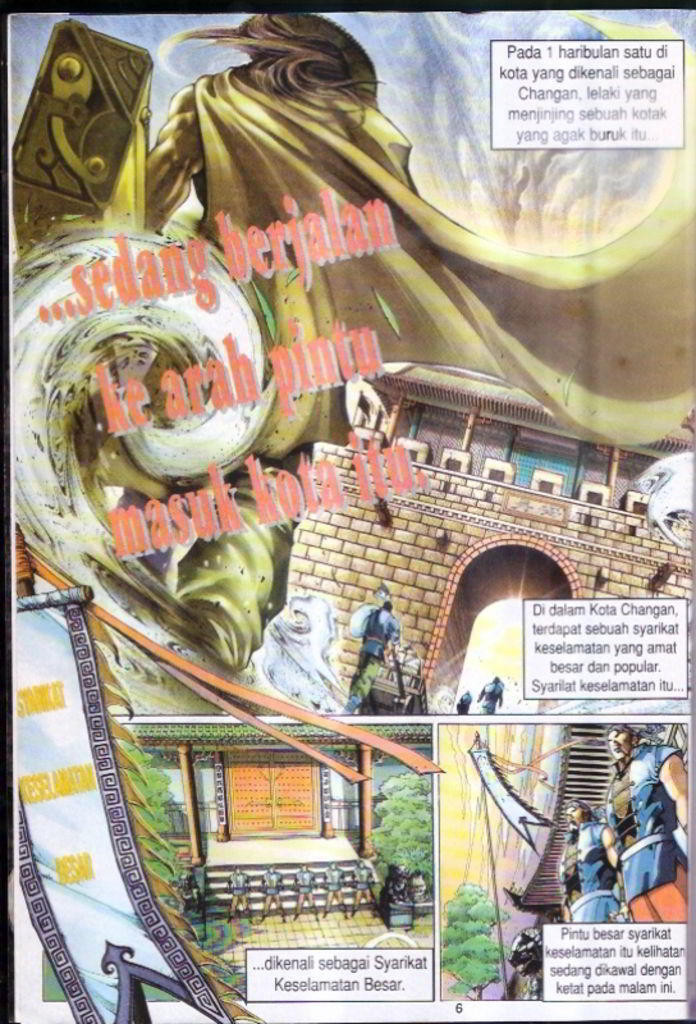 Pada 1 haribulan satu di
kota yang dikenali sebagai
Changan, lelaki yang
menjinjing sebuah kotak
yang agak buruk itu...
...sedang berjalan
ke arah pintu
masuk kota itu.
Di dalam Kota Changan,
terdapat sebuah syarikat
keselamatan yang amat
besar dan popular.
Syarilat keselamatan itu...
SYARIKAT
KESELAMATAN
BESAR
...dikenali sebagai Syarikat
Keselamatan Besar.
Pintu besar syarikat
keselamatan itu kelihatan
sedang dikawal dengan
ketat pada malam ini.
6